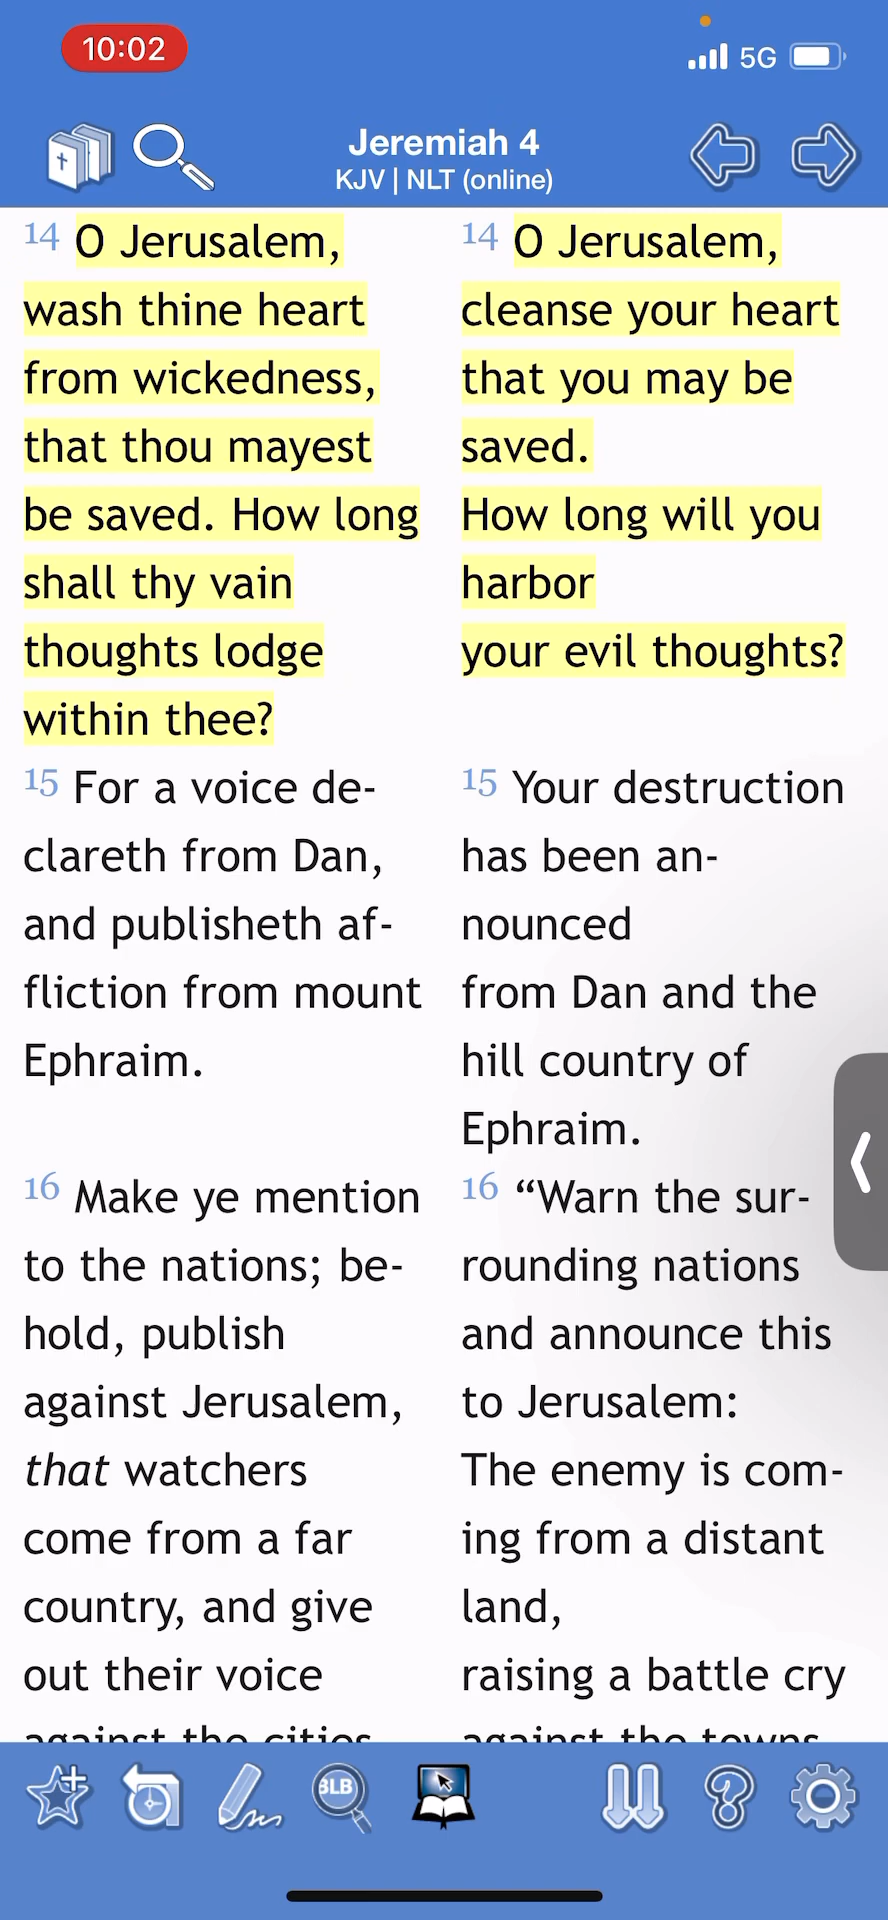 10:02
5G
Jeremiah 4
KJV | NLT (online)
14 O Jerusalem,
wash thine heart
from wickedness,
that thou mayest
be saved. How long
shall thy vain
thoughts lodge
within thee?
15 For a voice de-
clareth from Dan,
and publisheth af-
fliction from mount
Ephraim.
16 Make ye mention
to the nations; be-
hold, publish
against Jerusalem,
that watchers
come from a far
country, and give
out their voice
against the cities
14 O Jerusalem,
cleanse your heart
that you may be
saved.
How long will you
harbor
your evil thoughts?
15 Your destruction
has been an-
nounced
from Dan and the
hill country of
Ephraim.
16 “Warn the sur-
rounding nations
and announce this
to Jerusalem:
The enemy is com-
ing from a distant
land,
raising a battle cry
against the towns
BLB